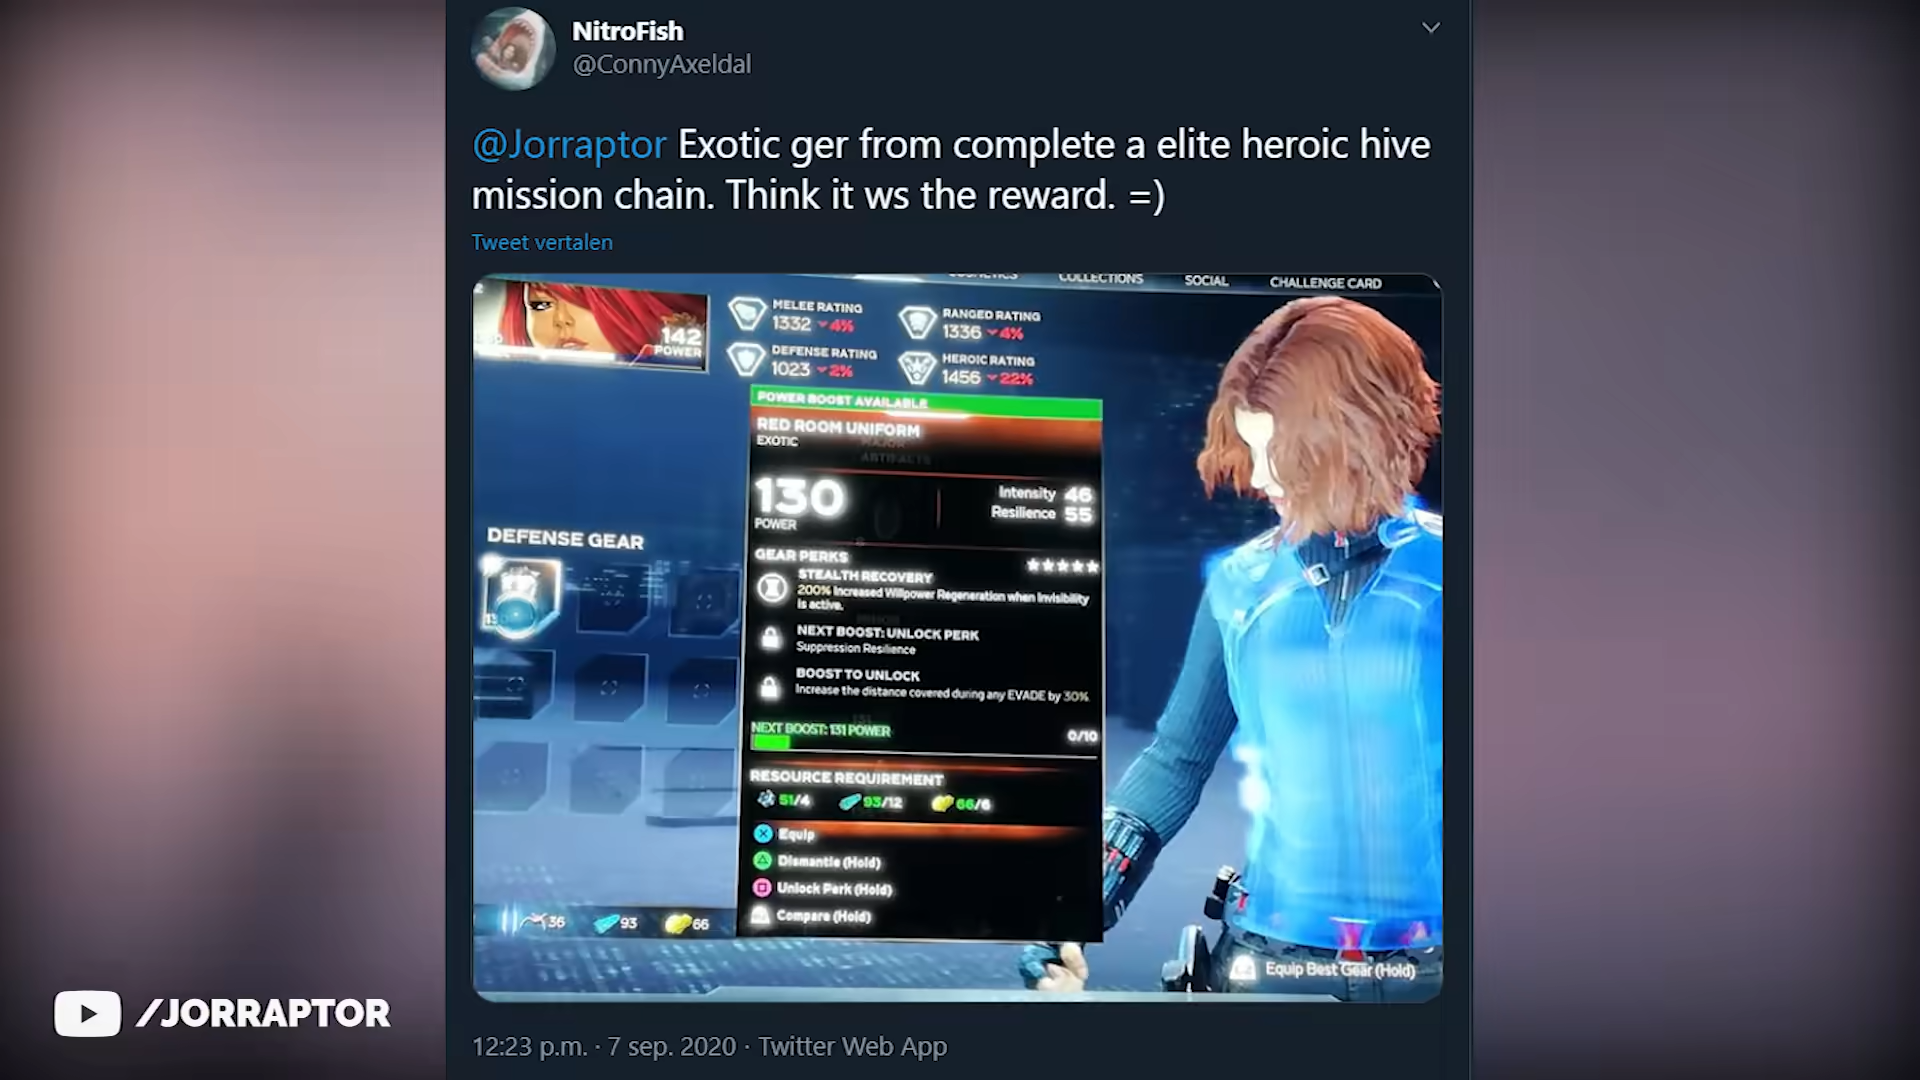 NitroFish
@ConnyAxeldal
@Jorraptor Exotic ger from complete a elite heroic hive
mission chain. Think it ws the reward. =)
Tweet vertalen
COSMETICS COLLECTIONS SOCIAL CHALLENGE CARD
142
POWER
MELEE RATING
1332 4%
RANGED RATING
1336 4%
DEFENSE RATING
1023 2%
HEROIC RATING
1456 22%
POWER BOOST AVAILABLE
RED ROOM UNIFORM
EXOTIC
MAJOR
ARTIFACTS
130
POWER
Intensity 46
Resilience 55
DEFENSE GEAR
GEAR PERKS
STEALTH RECOVERY
200% Increased Willpower Regeneration when Invisibility
is active.
NEXT BOOST: UNLOCK PERK
Suppression Resilience
BOOST TO UNLOCK
Increase the distance covered during any EVADE by 30%
NEXT BOOST: 131 POWER
0/10
RESOURCE REQUIREMENT
51/4 93/12 66/6
Equip
Dismantle (Hold)
Unlock Perk (Hold)
Compare (Hold)
36 93 66
Equip Best Gear (Hold)
/JORRAPTOR
12:23 p.m. · 7 sep. 2020 · Twitter Web App